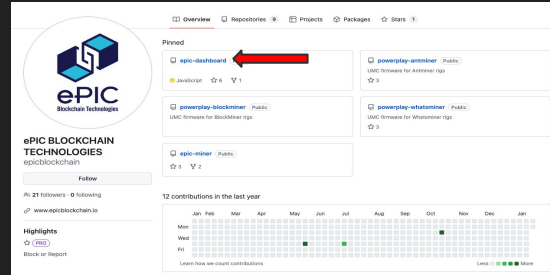 Overview
Repositories 9
Projects
Packages
Stars 1
ePIC
Blockchain Technologies
ePIC BLOCKCHAIN
TECHNOLOGIES
epicblockchain
Follow
21 followers · 0 following
www.epicblockchain.io
Highlights
PRO
Block or Report
Pinned
epic-dashboard
JavaScript 6 1
powerplay-antminer Public
UMC firmware for Antminer rigs
3
powerplay-blockminer Public
UMC firmware for BlockMiner rigs
powerplay-whatsminer Public
UMC firmware for Whatsminer rigs
3
epic-miner Public
3 2
12 contributions in the last year
Jan Feb Mar Apr May Jun Jul Aug Sep Oct Nov Dec Jan
Mon
Wed
Fri
Learn how we count contributions
Less More